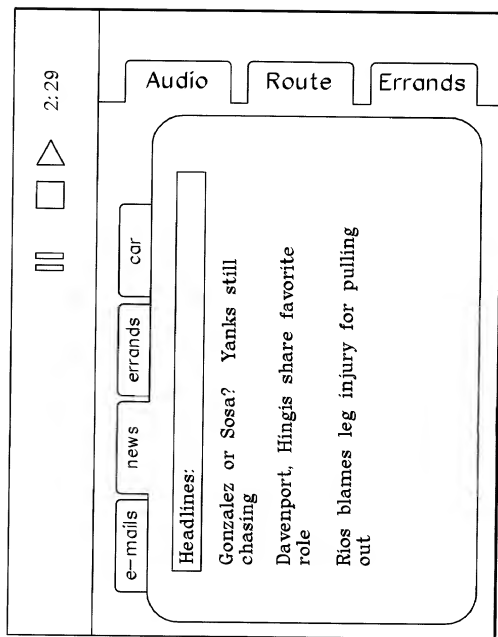 2:29
Audio
Route
Errands
e-mails
news
errands
car
Headlines:
Gonzalez or Sosa? Yanks still
chasing
Davenport, Hingis share favorite
role
Rios blames leg injury for pulling
out